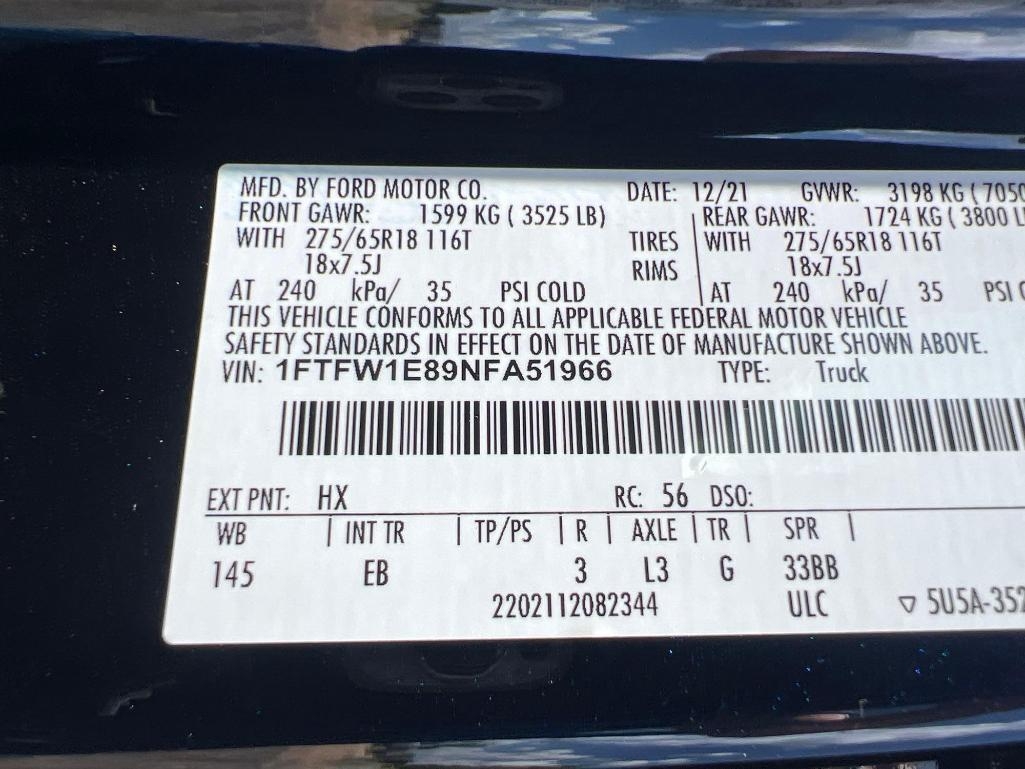 MFD. BY FORD MOTOR CO. DATE: 12/21 GVWR: 3198 KG ( 7050
FRONT GAWR: 1599 KG ( 3525 LB) REAR GAWR: 1724 KG ( 3800 L
WITH 275/65R18 116T TIRES WITH 275/65R18 116T
18x7.5J RIMS 18x7.5J
AT 240 kPa/ 35 PSI COLD AT 240 kPa/ 35 PSI
THIS VEHICLE CONFORMS TO ALL APPLICABLE FEDERAL MOTOR VEHICLE
SAFETY STANDARDS IN EFFECT ON THE DATE OF MANUFACTURE SHOWN ABOVE.
VIN: 1FTFW1E89NFA51966 TYPE: Truck
EXT PNT: HX RC: 56 DSO:
WB | INT TR | TP/PS | R | AXLE | TR | SPR |
145 EB 3 L3 G 33BB
2202112082344 ULC ▽ 5U5A-352